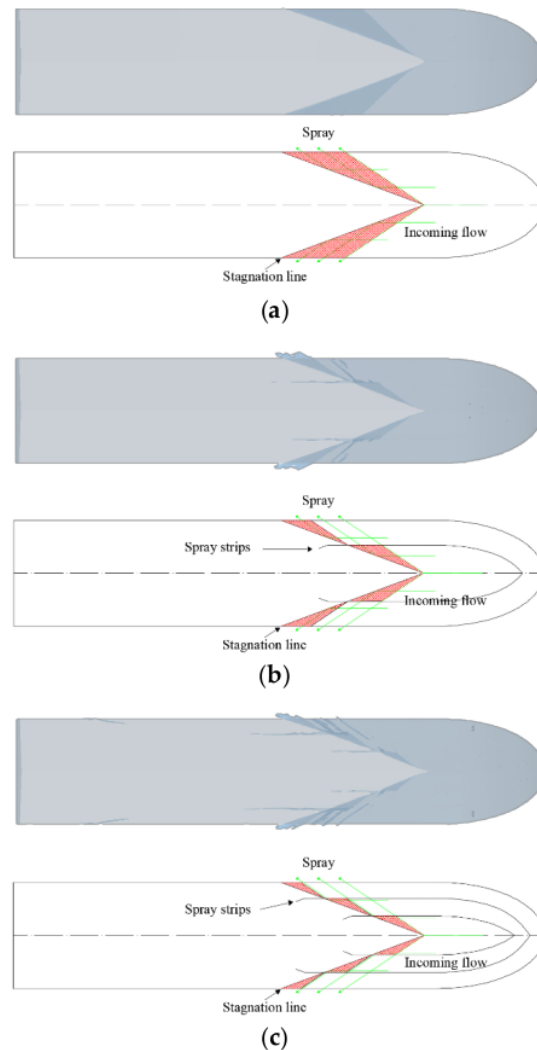 Spray
Incoming flow
Stagnation line
(a)
Spray
Spray strips
Incoming flow
Stagnation line
(b)
Spray
Spray strips
Incoming flow
Stagnation line
(c)